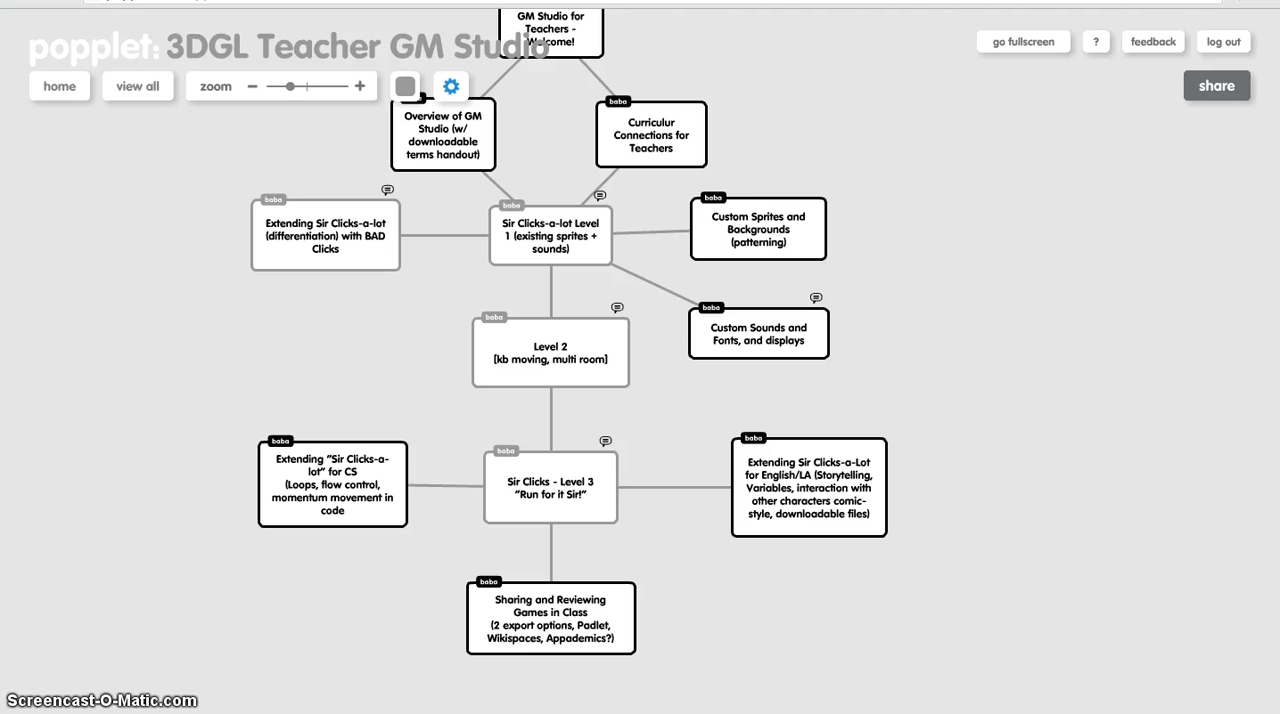 GM Studio for
Teachers -
Welcome!
popplet: 3DGL Teacher GM Studio
go fullscreen
?
feedback
log out
home
view all
zoom
share
Overview of GM
Studio (w/
downloadable
terms handout)
baba
Curricular
Connections for
Teachers
baba
Extending Sir Clicks-a-lot
(differentiation) with BAD
Clicks
baba
Sir Clicks-a-lot Level
1 (existing sprites +
sounds)
baba
Custom Sprites and
Backgrounds
(patterning)
baba
Custom Sounds and
Fonts, and displays
baba
Level 2
[kb moving, multi room]
baba
Extending "Sir Clicks-a-
lot" for CS
(Loops, flow control,
momentum movement in
code
baba
Sir Clicks - Level 3
"Run for it Sir!"
baba
Extending Sir Clicks-a-Lot
for English/LA (Storytelling,
Variables, interaction with
other characters comic-
style, downloadable files)
baba
Sharing and Reviewing
Games in Class
(2 export options, Padlet,
Wikispaces, Appademics?)
Screencast-O-Matic.com